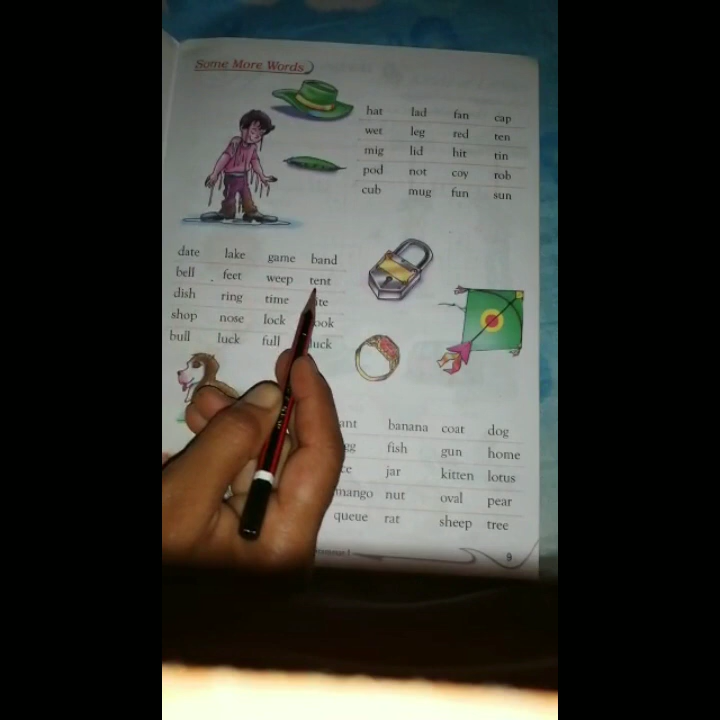 Some More Words
hat lad fan cap
wet leg red ten
mig lid hit tin
pod not coy rob
cub mug fun sun
date lake game band
bell feet weep tent
dish ring time
shop nose lock
bull luck full
ant banana coat dog
fish gun home
jar kitten lotus
mango nut oval pear
queue rat sheep tree
9